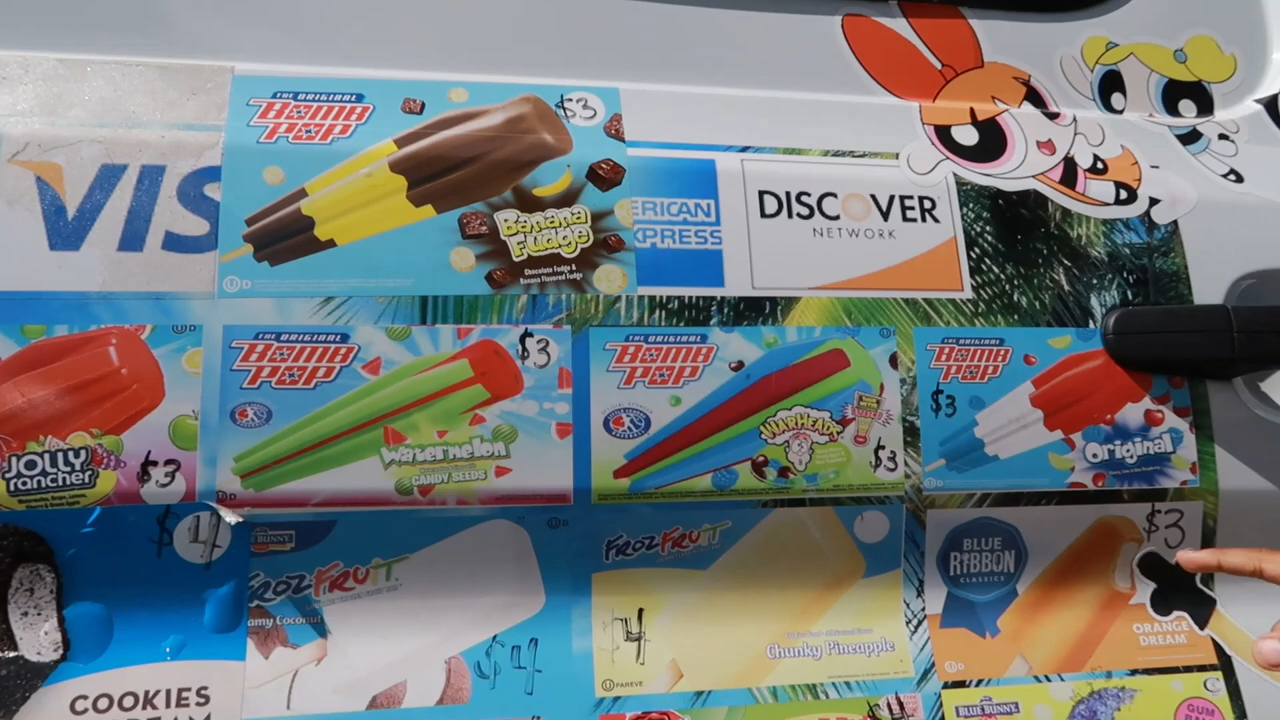 THE ORIGINAL
BOMB
POP
$3
VIS
Banana
Fudge
Chocolate Fudge &
Banana Flavored Fudge
U D
ERICAN
XPRESS
DISCOVER
NETWORK
U D
JOLLY
rancher
$3
THE ORIGINAL
BOMB
POP
$3
Watermelon
CANDY SEEDS
U D
THE ORIGINAL
BOMB
POP
WARHEADS
$3
THE ORIGINAL
BOMB
POP
$3
Original
U D
$4
COOKIES
BLUE BUNNY
U D
FROZFRUIT
amy Coconut
$4
FROZFRUIT
$4
Chunky Pineapple
U PAREVE
BLUE
RIBBON
CLASSICS
$3
ORANGE
DREAM
U D
BLUE BUNNY
GUM